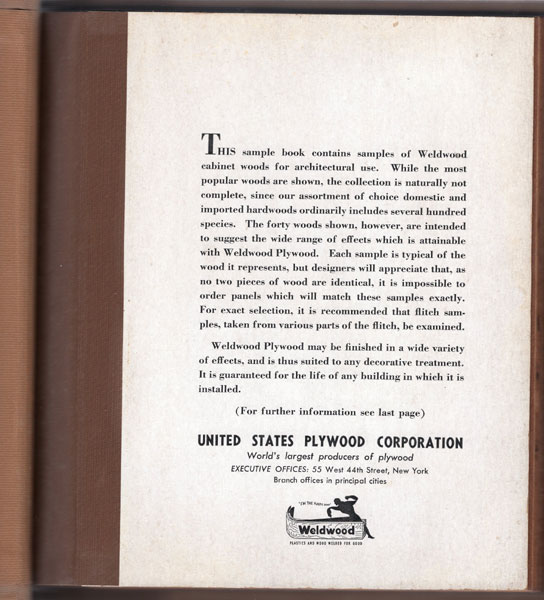 THIS sample book contains samples of Weldwood
cabinet woods for architectural use. While the most
popular woods are shown, the collection is naturally not
complete, since our assortment of choice domestic and
imported hardwoods ordinarily includes several hundred
species. The forty woods shown, however, are intended
to suggest the wide range of effects which is attainable
with Weldwood Plywood. Each sample is typical of the
wood it represents, but designers will appreciate that, as
no two pieces of wood are identical, it is impossible to
order panels which will match these samples exactly.
For exact selection, it is recommended that flitch sam-
ples, taken from various parts of the flitch, be examined.
Weldwood Plywood may be finished in a wide variety
of effects, and is thus suited to any decorative treatment.
It is guaranteed for the life of any building in which it is
installed.
(For further information see last page)
UNITED STATES PLYWOOD CORPORATION
World's largest producers of plywood
EXECUTIVE OFFICES: 55 West 44th Street, New York
Branch offices in principal cities
Weldwood
PLASTICS AND WOOD WELDED FOR GOOD